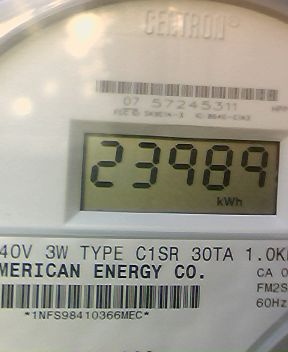 CELLTRON
07 57245311
23989
kWh
40V 3W TYPE C1SR 30TA 1.0K
MERICAN ENERGY CO.
CA 0
FM2S
60Hz
*1NFS98410366MEC*